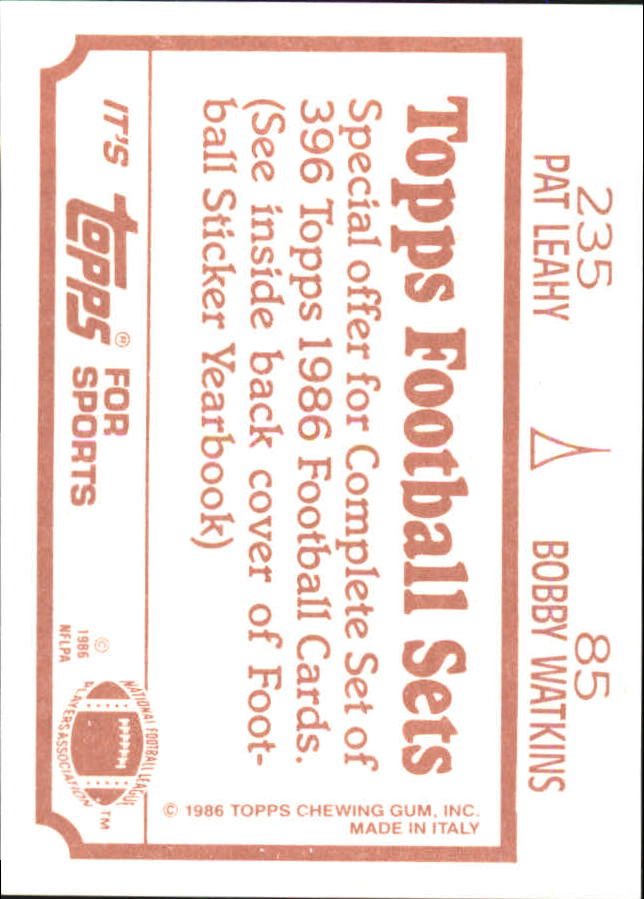 235 85
PAT LEAHY BOBBY WATKINS
Topps Football Sets
Special offer for Complete Set of
396 Topps 1986 Football Cards.
(See inside back cover of Foot-
ball Sticker Yearbook)
© 1986 TOPPS CHEWING GUM, INC.
MADE IN ITALY
IT'S topps® FOR
SPORTS
©
1986
NFLPA
NATIONAL FOOTBALL LEAGUE
PLAYERS ASSOCIATION
TM